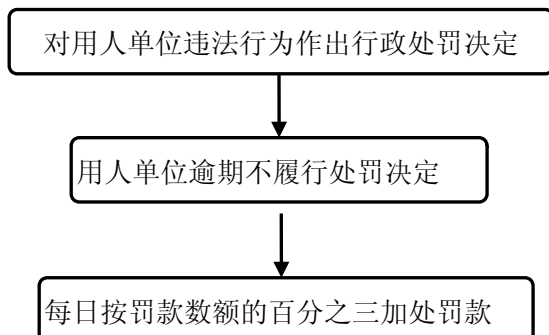 对用人单位违法行为作出行政处罚决定
用人单位逾期不履行处罚决定
每日按罚款数额的百分之三加处罚款